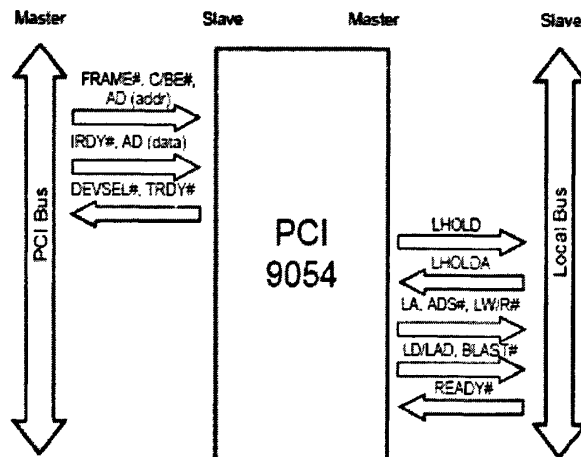 Master Slave Master Slave
FRAME#, C/BE#,
AD (addr)
IRDY#, AD (data)
DEVSEL#, TRDY#
PCI Bus
PCI
9054
LHOLD
LHOLDA
LA, ADS#, LW/R#
LD/LAD, BLAST#
READY#
Local Bus